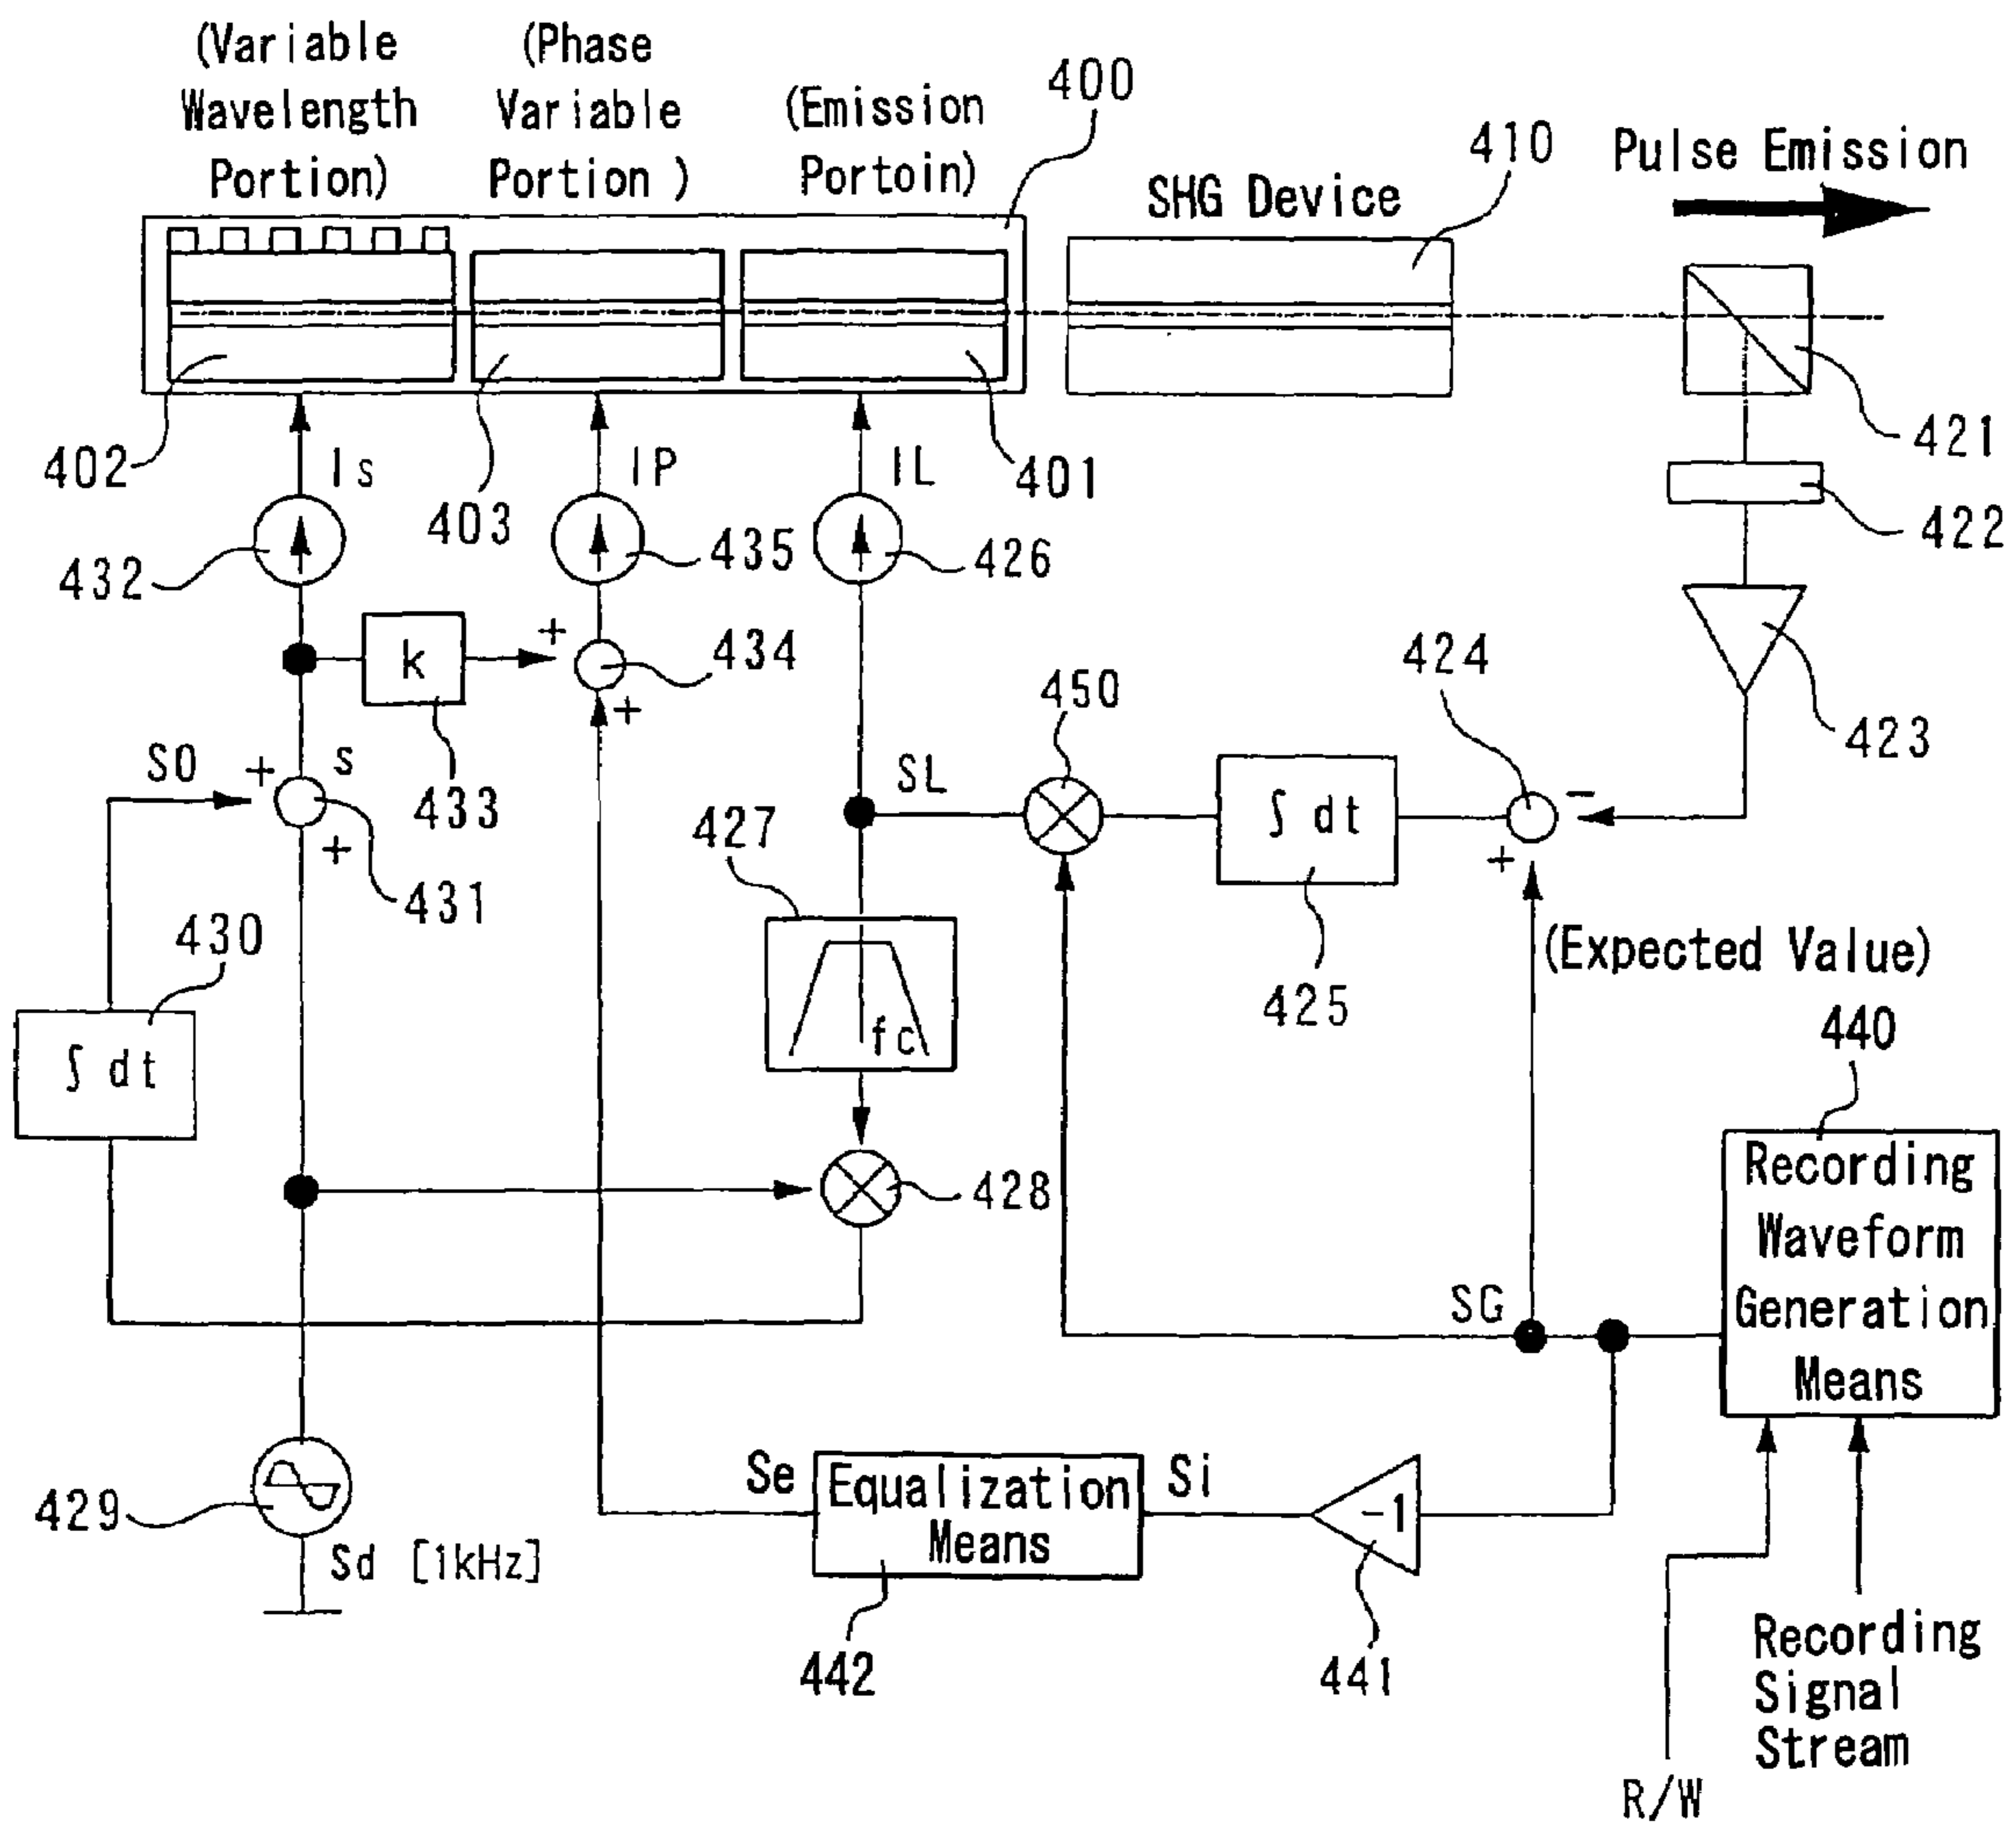 (Variable
Wavelength
Portion)
(Phase
Variable
Portion )
(Emission
Portoin)
400
SHG Device
410
Pulse Emission
402
Is
403
IP
IL
401
421
422
432
435
426
k
+
434
+
433
424
423
450
SO
+
s
+
431
SL
∫ dt
425
−
+
427
fc
430
∫ dt
(Expected Value)
440
Recording
Waveform
Generation
Means
428
SG
429
Sd [1kHz]
Se
Equalization
Means
442
Si
-1
441
Recording
Signal
Stream
R/W